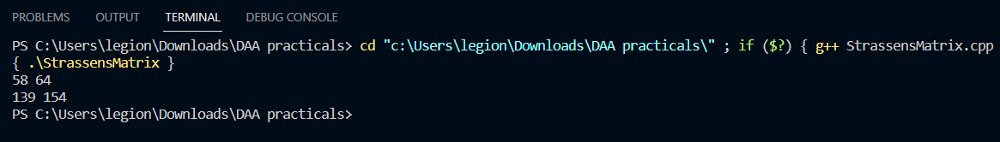 PROBLEMS OUTPUT TERMINAL DEBUG CONSOLE
PS C:\Users\legion\Downloads\DAA practicals> cd "c:\Users\legion\Downloads\DAA practicals\" ; if ($?) { g++ StrassensMatrix.cpp
{ .\StrassensMatrix }
58 64
139 154
PS C:\Users\legion\Downloads\DAA practicals>